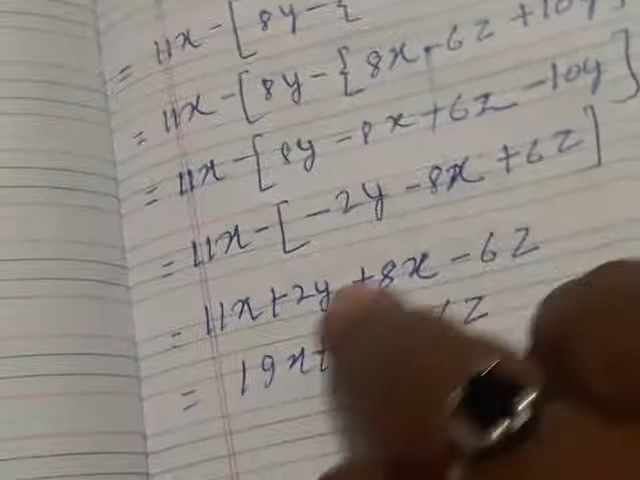 = 11x - [8y - {
= 11x - [8y - {8x - 6z + 10y}
= 11x - [8y - 8x + 6z - 10y]
= 11x - [-2y - 8x + 6z]
= 11x + 2y + 8x - 6z
= 19x+ z